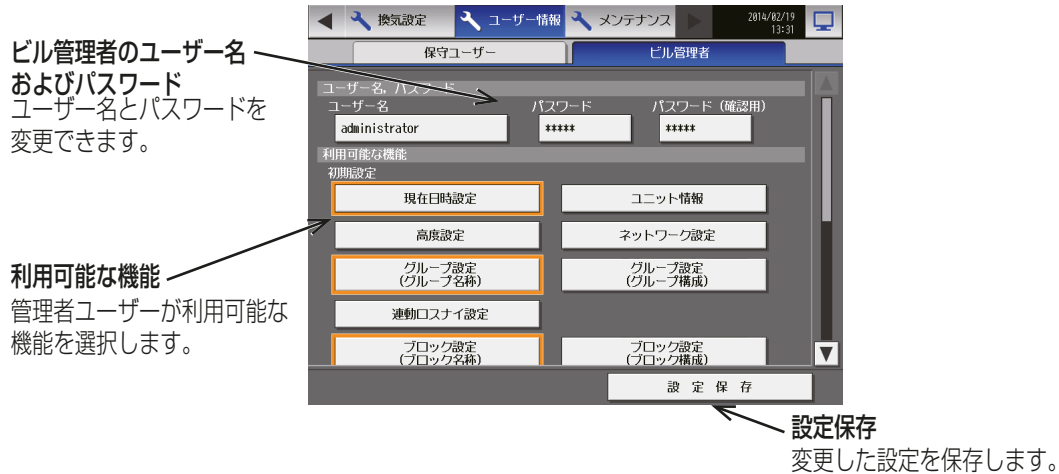 換気設定 ユーザー情報 メンテナンス 2014/02/19
13:31
保守ユーザー ビル管理者
ビル管理者のユーザー名
およびパスワード
ユーザー名とパスワードを
変更できます。
ユーザー名, パスワード
ユーザー名 パスワード パスワード (確認用)
administrator ***** *****
利用可能な機能
初期設定
現在日時設定 ユニット情報
高度設定 ネットワーク設定
グループ設定
(グループ名称)
グループ設定
(グループ構成)
連動ロスナイ設定
ブロック設定
(ブロック名称)
ブロック設定
(ブロック構成)
利用可能な機能
管理者ユーザーが利用可能な
機能を選択します。
設 定 保 存
設定保存
変更した設定を保存します。